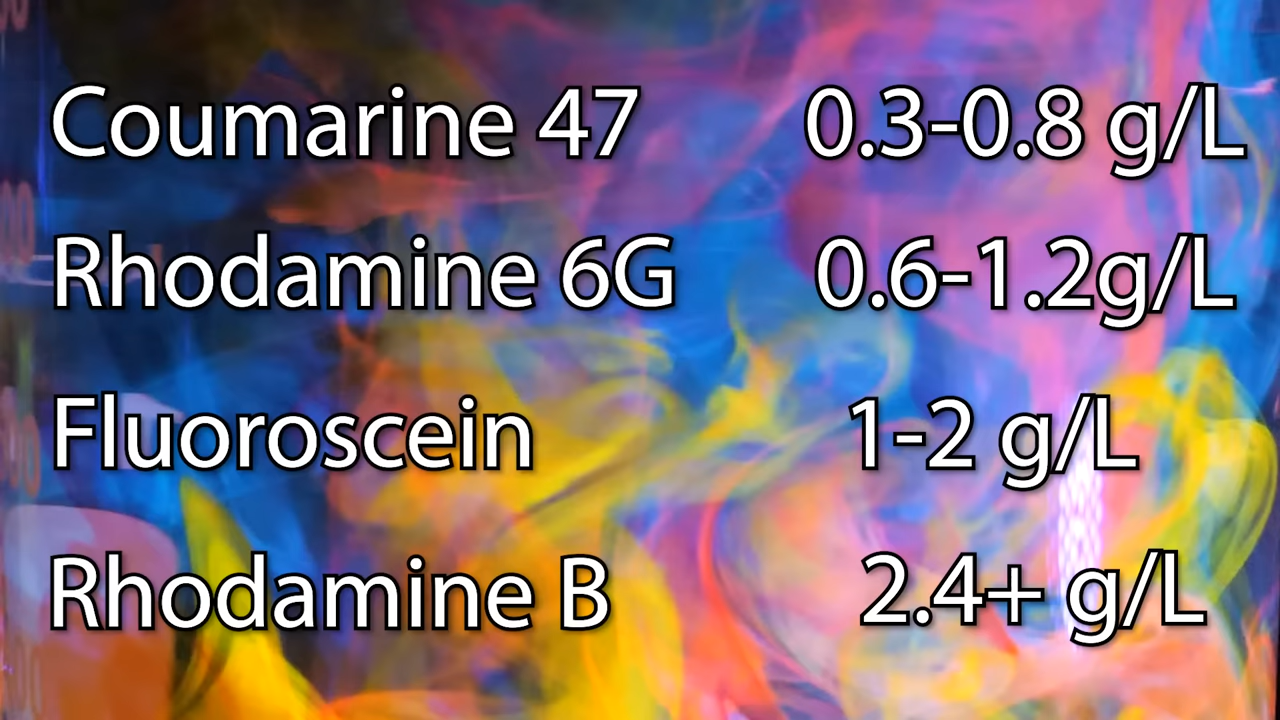 Coumarine 47 0.3-0.8 g/L
Rhodamine 6G 0.6-1.2g/L
Fluoroscein 1-2 g/L
Rhodamine B 2.4+ g/L